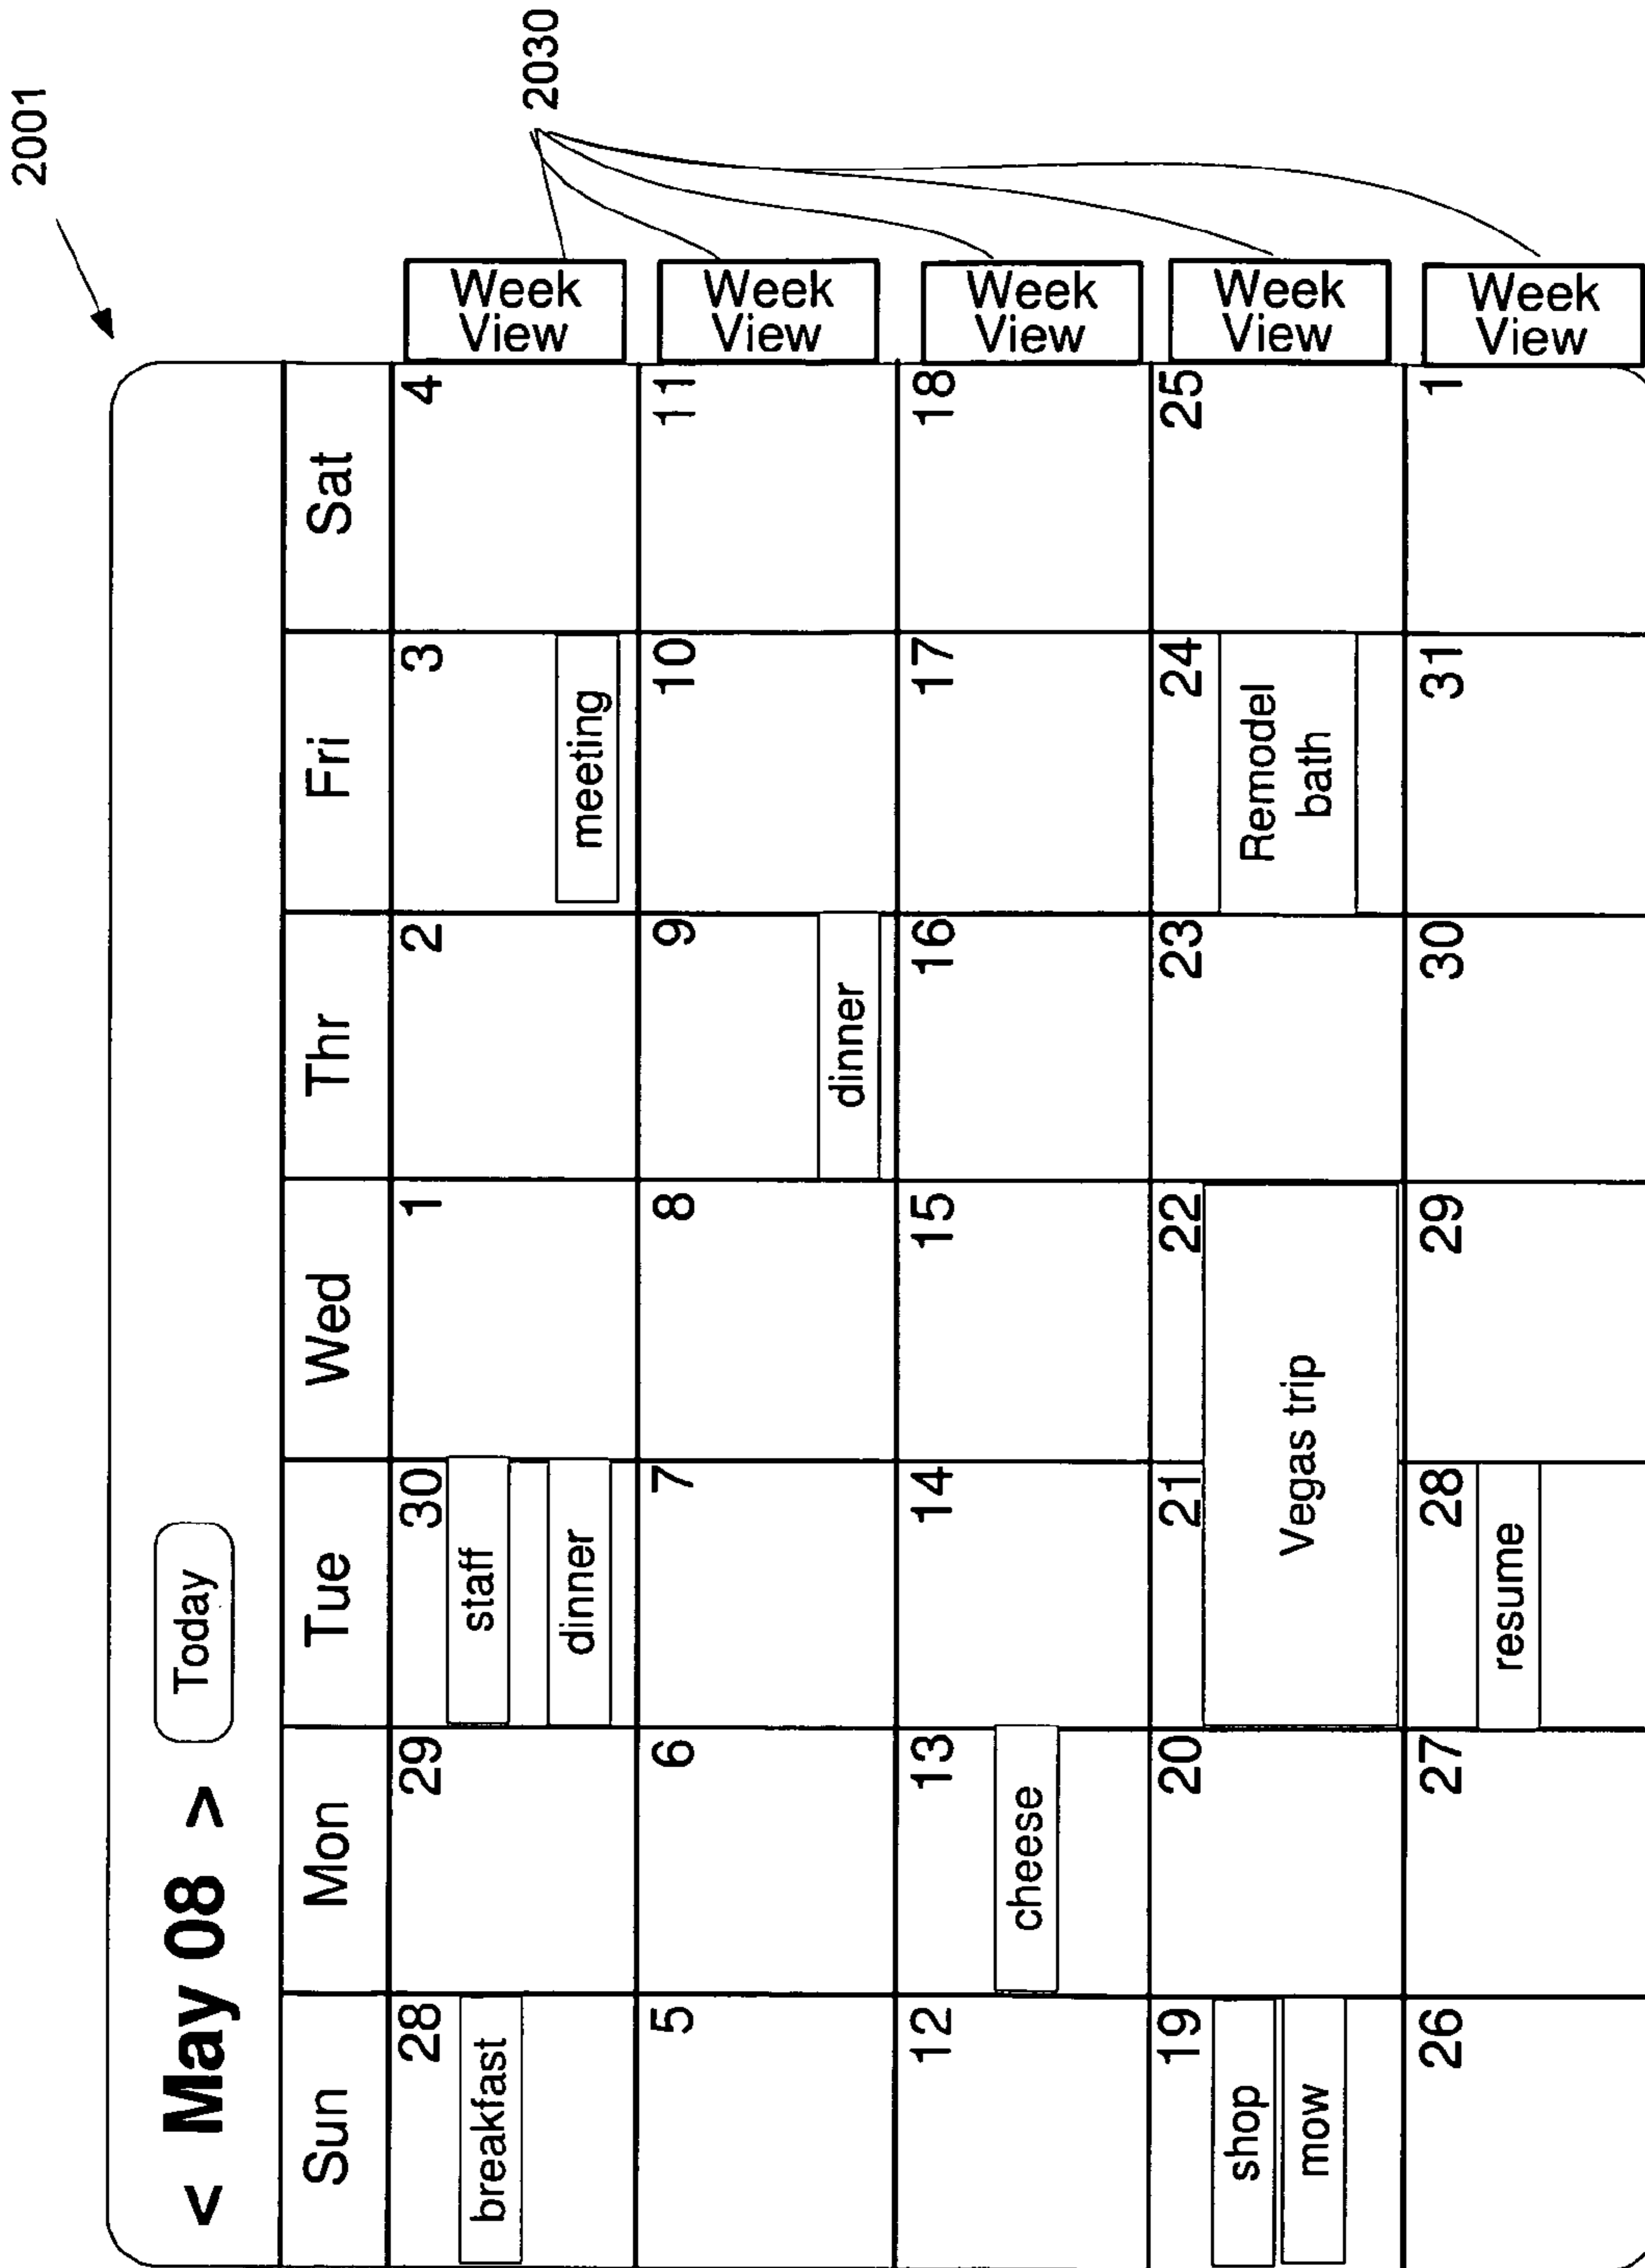 2001
< May 08 > Today
Sun Mon Tue Wed Thr Fri Sat
28 29 30 1 2 3 4
breakfast staff dinner meeting
Week
View
2030
5 6 7 8 9 10 11
dinner
Week
View
12 13 14 15 16 17 18
cheese
Week
View
19 20 21 22 23 24 25
shop
mow
Vegas trip
Remodel
bath
Week
View
26 27 28 29 30 31 1
resume
Week
View